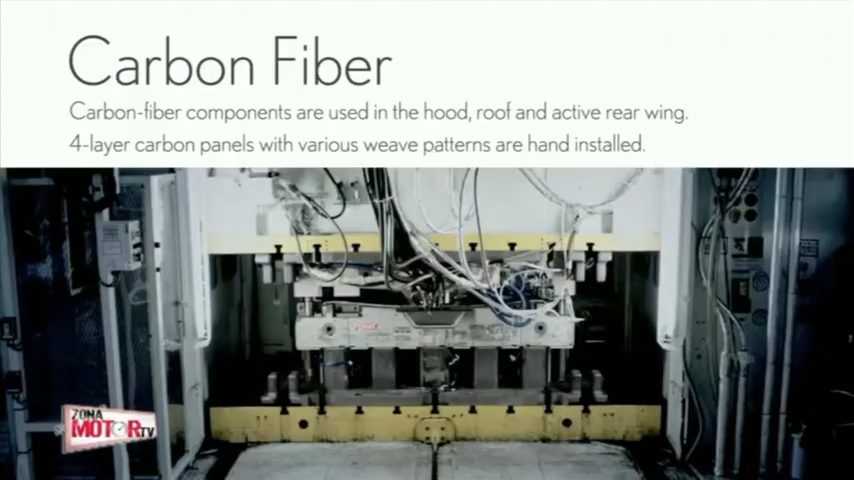 Carbon Fiber
Carbon-fiber components are used in the hood, roof and active rear wing.
4-layer carbon panels with various weave patterns are hand installed.
ZONA
MOTOR TV